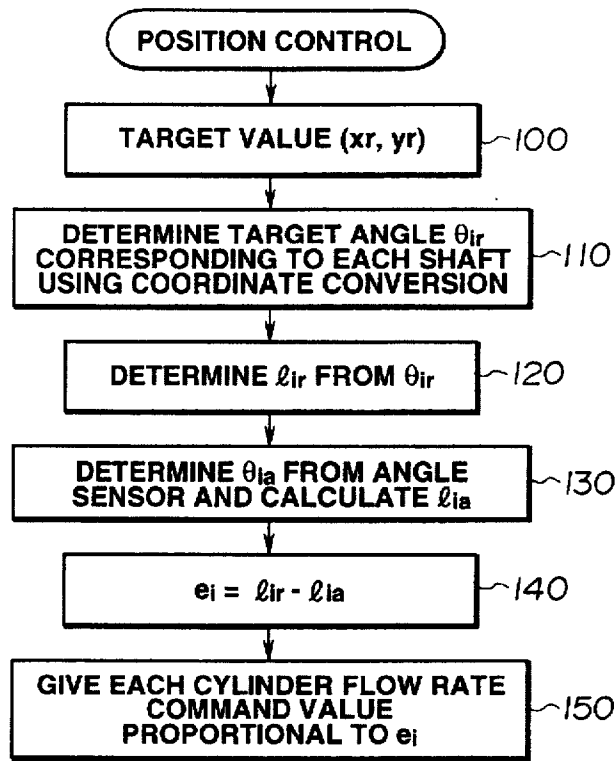 POSITION CONTROL
TARGET VALUE (xr, yr)
100
DETERMINE TARGET ANGLE θir
CORRESPONDING TO EACH SHAFT
USING COORDINATE CONVERSION
110
DETERMINE ℓir FROM θir
120
DETERMINE θia FROM ANGLE
SENSOR AND CALCULATE ℓia
130
ei = ℓir - ℓia
140
GIVE EACH CYLINDER FLOW RATE
COMMAND VALUE
PROPORTIONAL TO ei
150